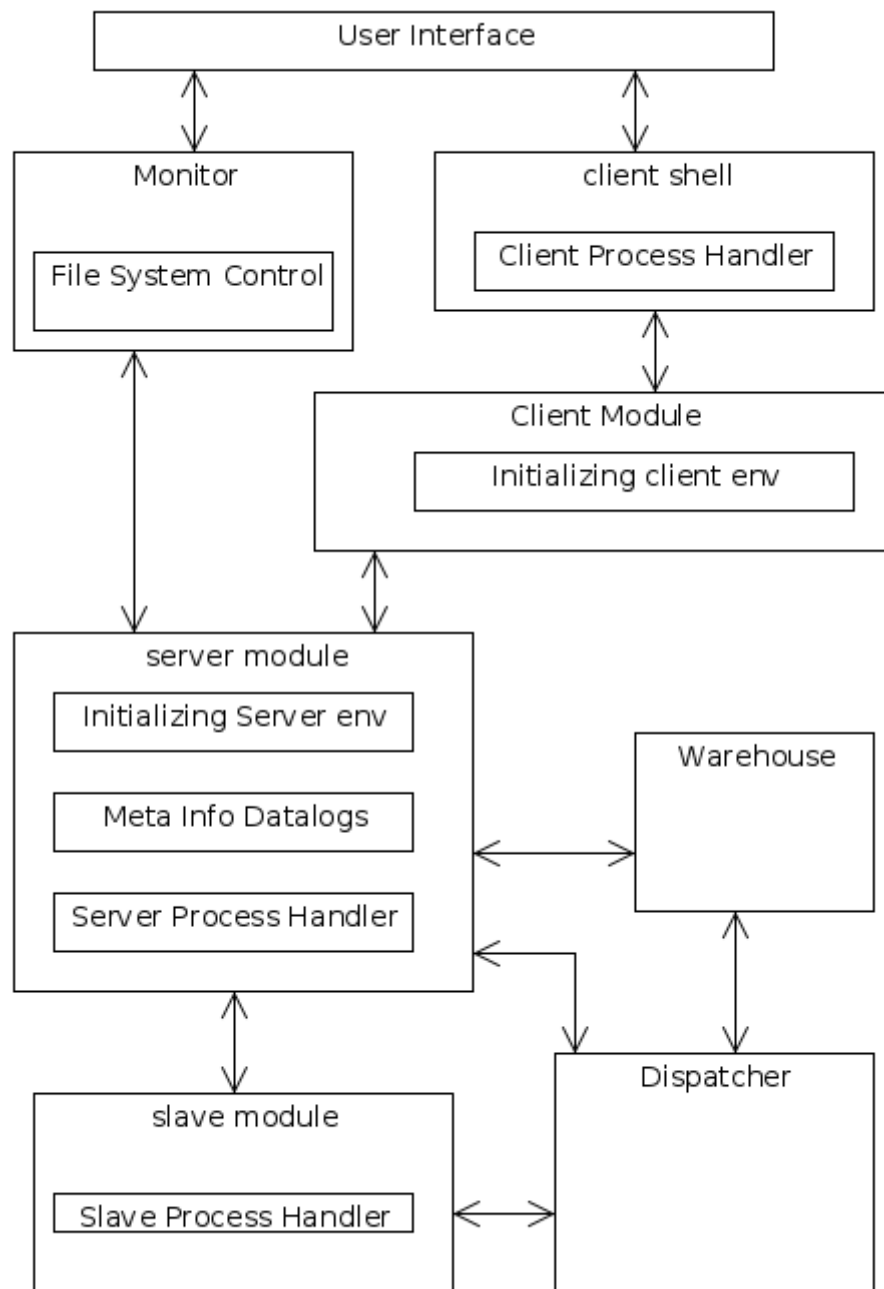 User Interface
Monitor
File System Control
client shell
Client Process Handler
Client Module
Initializing client env
server module
Initializing Server env
Meta Info Datalogs
Server Process Handler
Warehouse
Dispatcher
slave module
Slave Process Handler